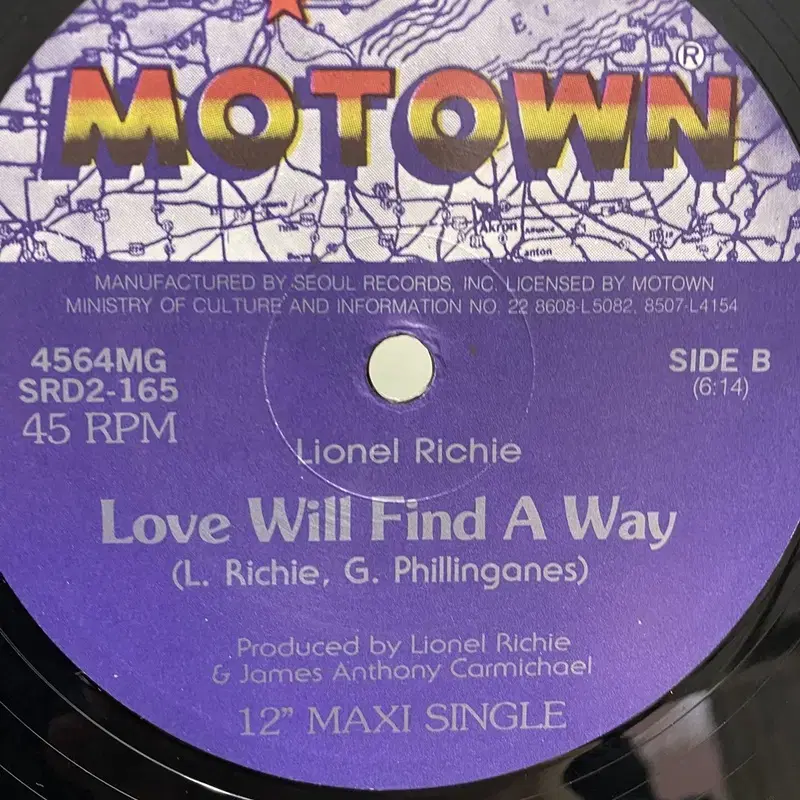 MOTOWN®
Akron
Canton
MANUFACTURED BY SEOUL RECORDS, INC. LICENSED BY MOTOWN
MINISTRY OF CULTURE AND INFORMATION NO. 22 8608-L5082, 8507-L4154
4564MG
SRD2-165
45 RPM
SIDE B
(6:14)
Lionel Richie
Love Will Find A Way
(L. Richie, G. Phillinganes)
Produced by Lionel Richie
& James Anthony Carmichael
12” MAXI SINGLE